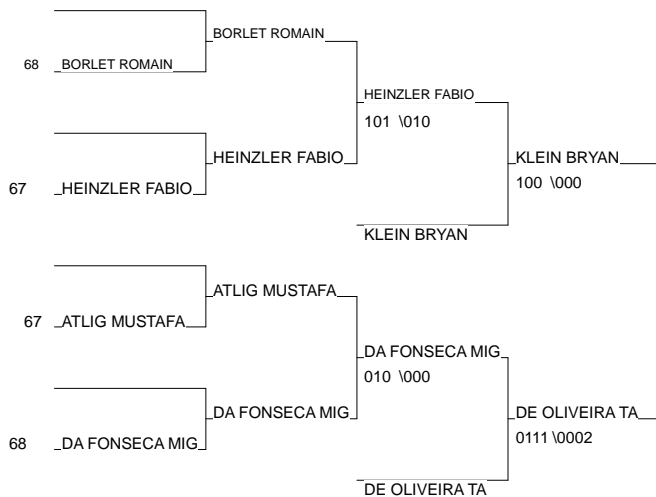 BORLET ROMAIN
68 BORLET ROMAIN
HEINZLER FABIO
101 \010
HEINZLER FABIO
KLEIN BRYAN
100 \000
67 HEINZLER FABIO
KLEIN BRYAN
ATLIG MUSTAFA
67 ATLIG MUSTAFA
DA FONSECA MIG
010 \000
DA FONSECA MIG
DE OLIVEIRA TA
0111 \0002
68 DA FONSECA MIG
DE OLIVEIRA TA